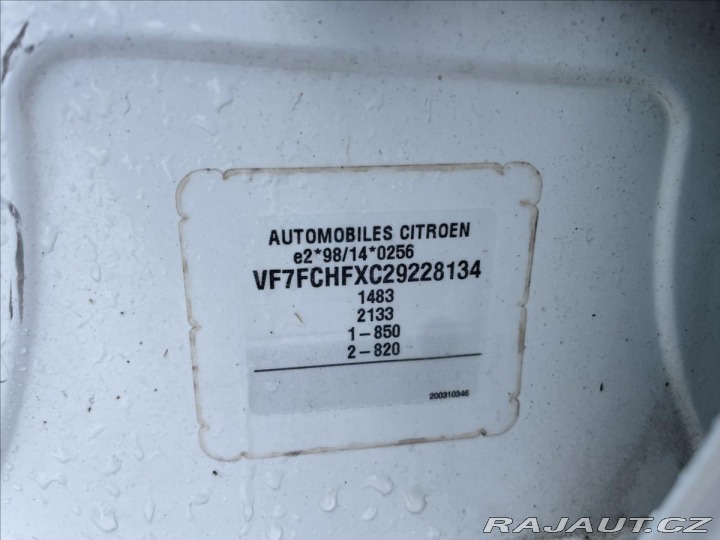 AUTOMOBILES CITROEN
e2*98/14*0256
VF7FCHFXC29228134
1483
2133
1-850
2-820
200310346
RAJAUT.CZ